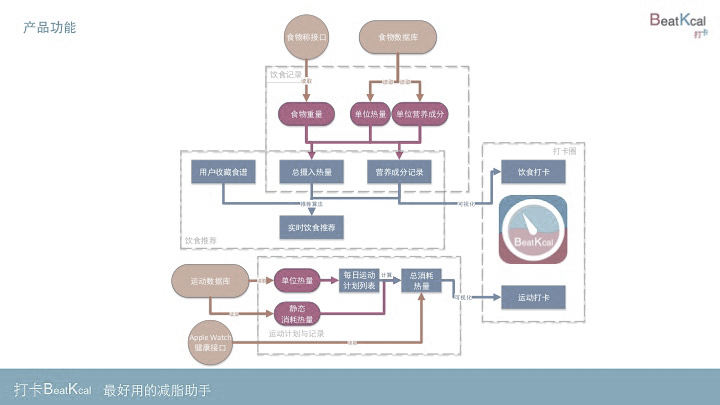 产品功能
BeatKcal
打卡
食物秤接口
食物数据库
饮食记录
读取
读取
读取
食物重量
单位热量
单位营养成分
打卡圈
用户收藏食谱
总摄入热量
营养成分记录
饮食打卡
推荐算法
可视化
实时饮食推荐
饮食推荐
BeatKcal
运动数据库
读取
单位热量
每日运动
计划列表
计算
总消耗
热量
可视化
运动打卡
读取
静态
消耗热量
运动计划与记录
Apple Watch
健康接口
读取
打卡BeatKcal 最好用的减脂助手